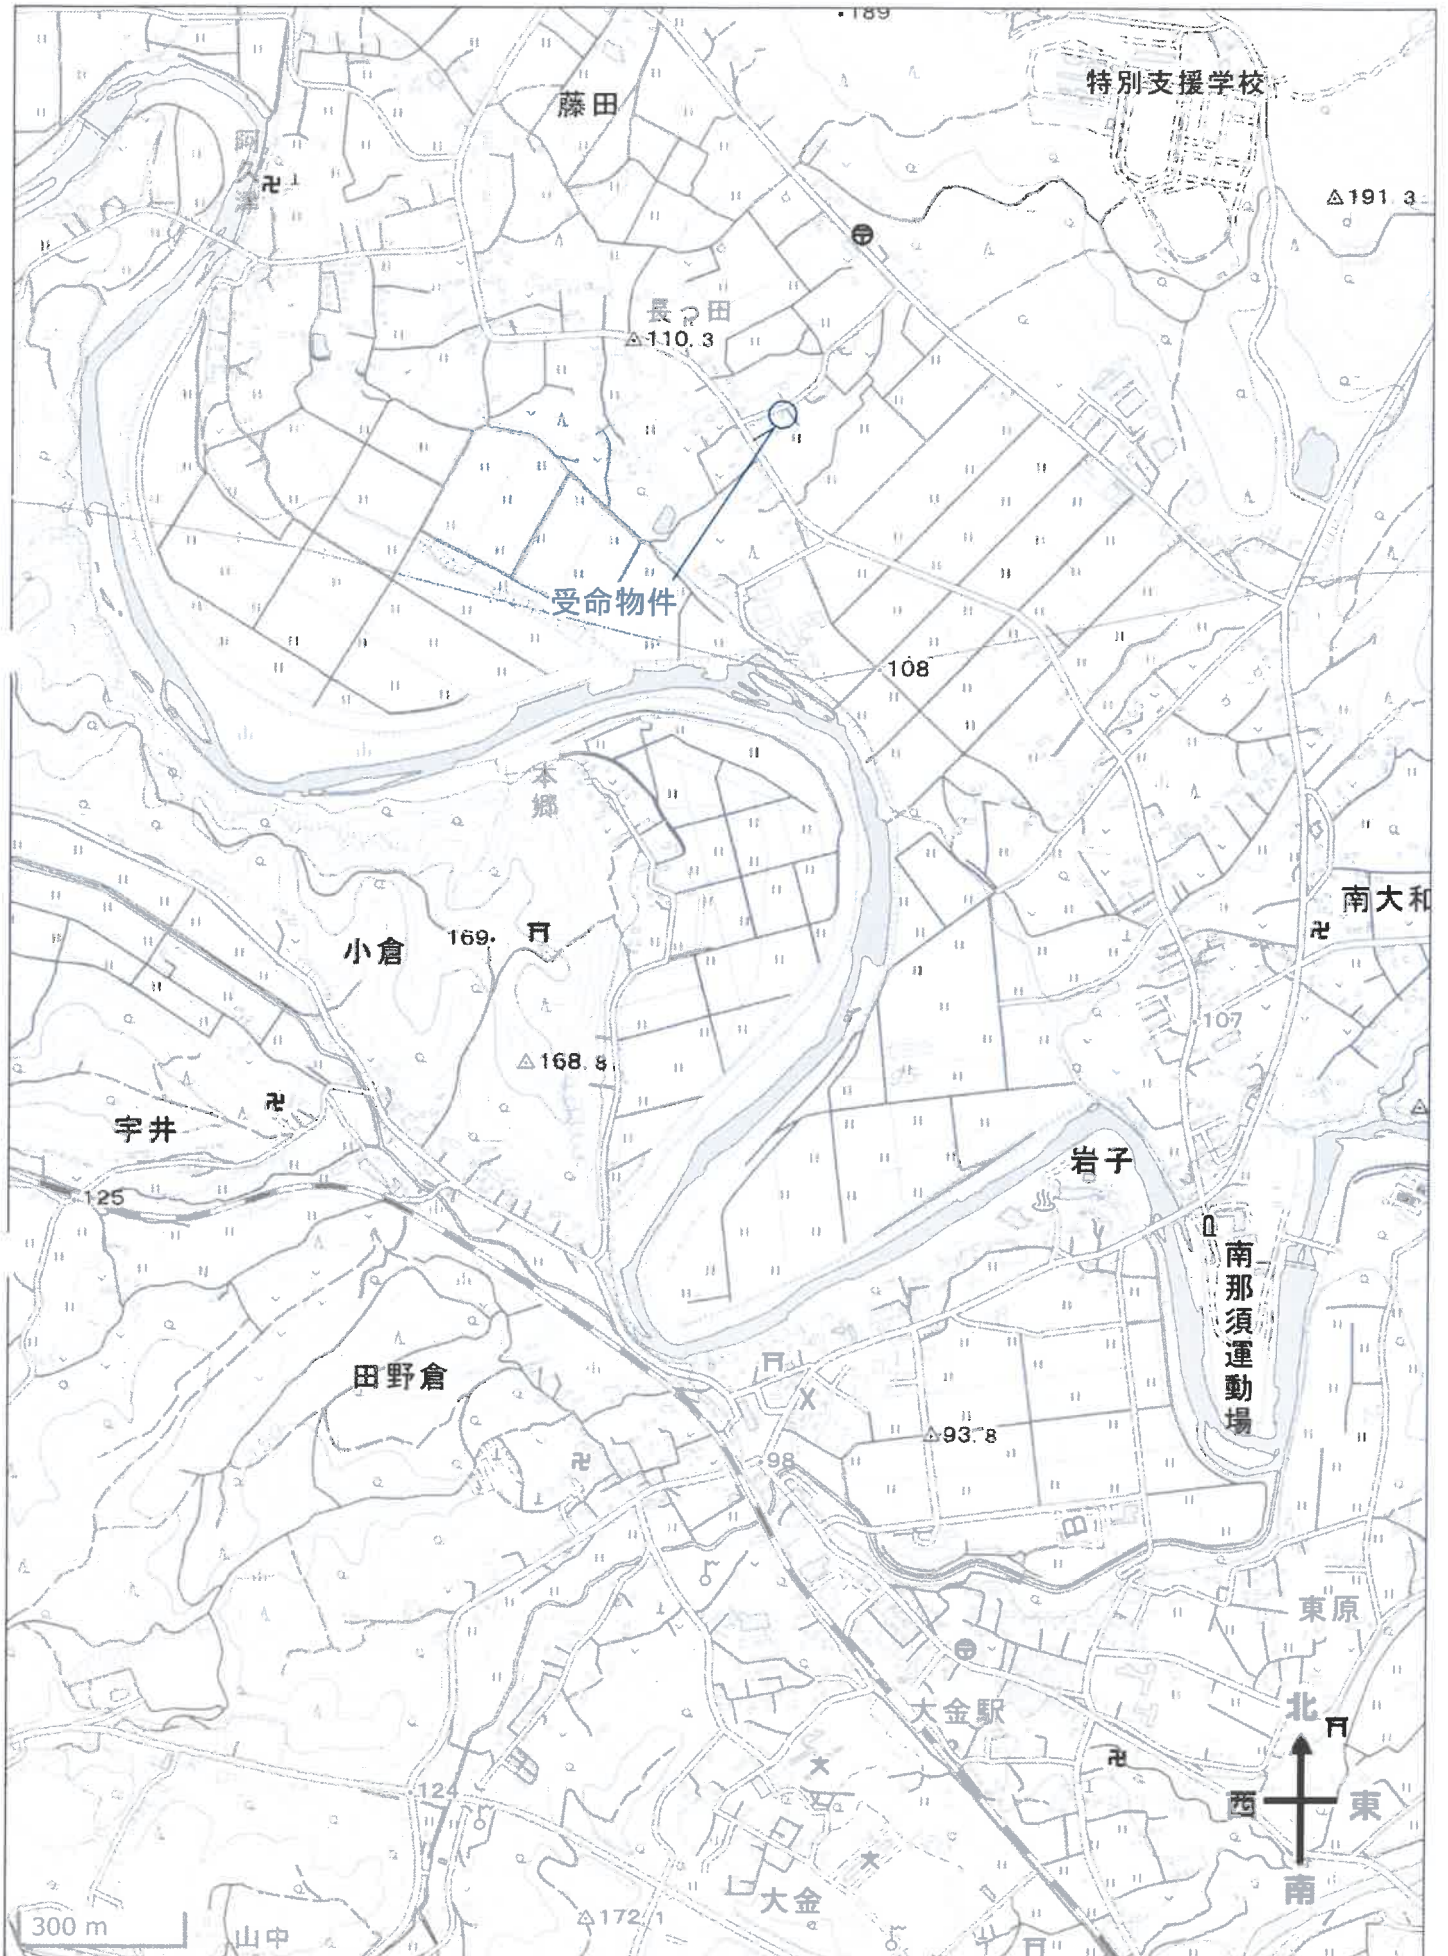 189
特別支援学校
藤田
阿久津
191.3
長つ田
110.3
受命物件
108
本郷
南大和
小倉
169
107
168.8
宇井
岩子
125
南那須運動場
田野倉
93.8
98
東原
大金駅
北
西
東
南
124
大金
172.1
300 m
山中